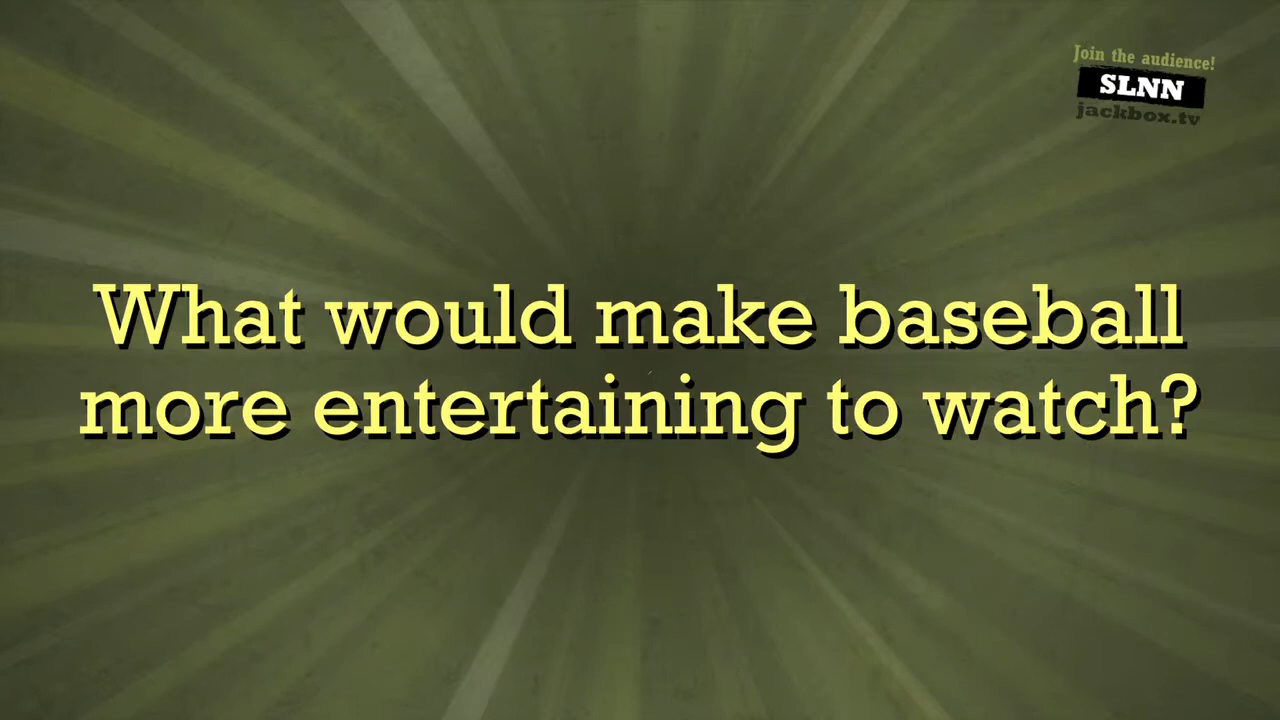 Join the audience!
SLNN
jackbox.tv
What would make baseball
more entertaining to watch?